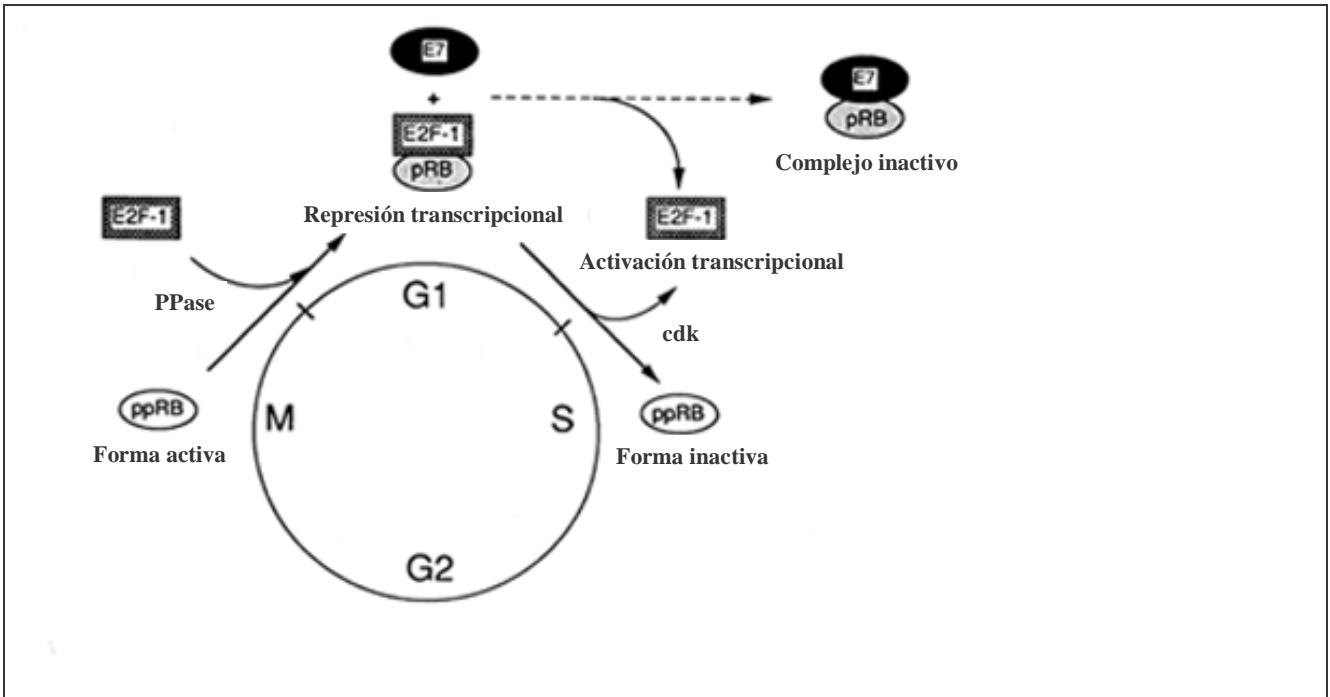 E7
+
E2F-1
pRB
Represión transcripcional
E7
pRB
Complejo inactivo
E2F-1
PPase
ppRB
Forma activa
E2F-1
Activación transcripcional
cdk
ppRB
Forma inactiva
G1
M
S
G2